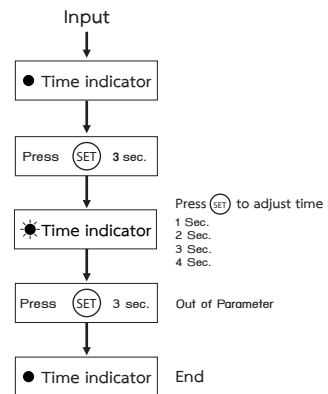 Input
Time indicator
Press SET 3 sec.
Time indicator
Press SET to adjust time
1 Sec.
2 Sec.
3 Sec.
4 Sec.
Press SET 3 sec. Out of Parameter
Time indicator End